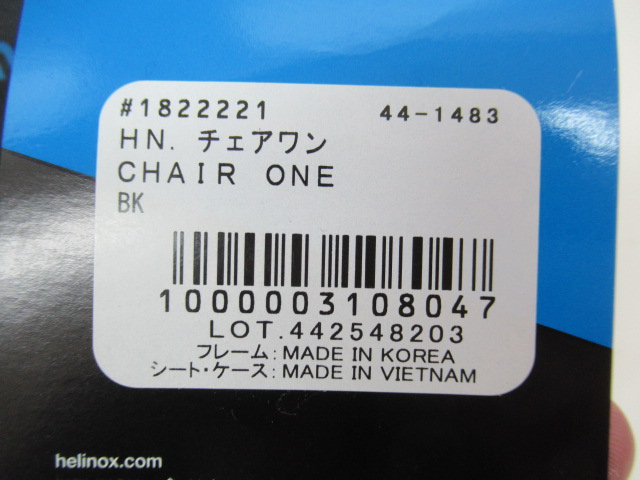 #1822221 44-1483
HN. チェアワン
CHAIR ONE
BK
1000003108047
LOT.442548203
フレーム:MADE IN KOREA
シート・ケース:MADE IN VIETNAM
helinox.com